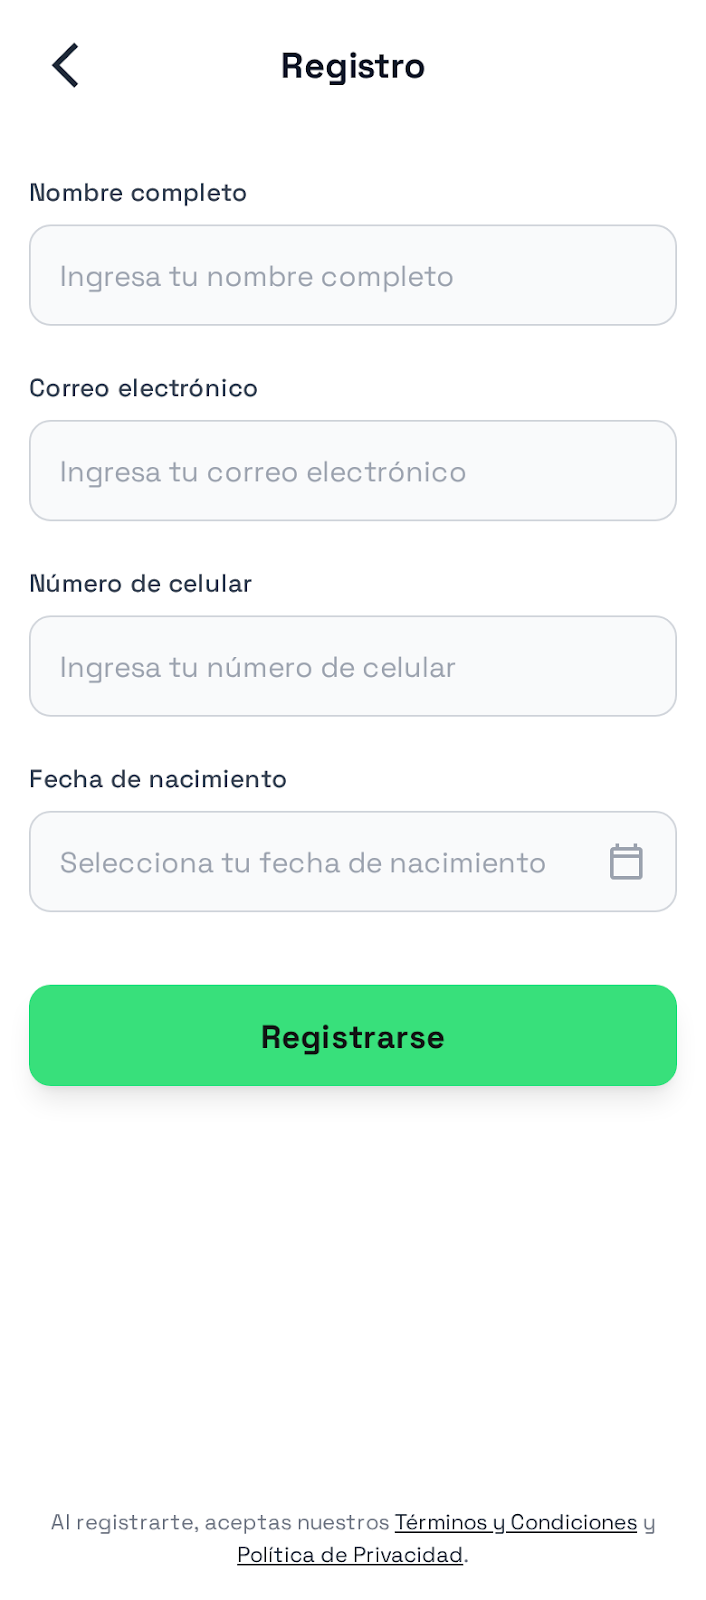 Registro
Nombre completo
Ingresa tu nombre completo
Correo electrónico
Ingresa tu correo electrónico
Número de celular
Ingresa tu número de celular
Fecha de nacimiento
Selecciona tu fecha de nacimiento
Registrarse
Al registrarte, aceptas nuestros Términos y Condiciones y
Política de Privacidad.